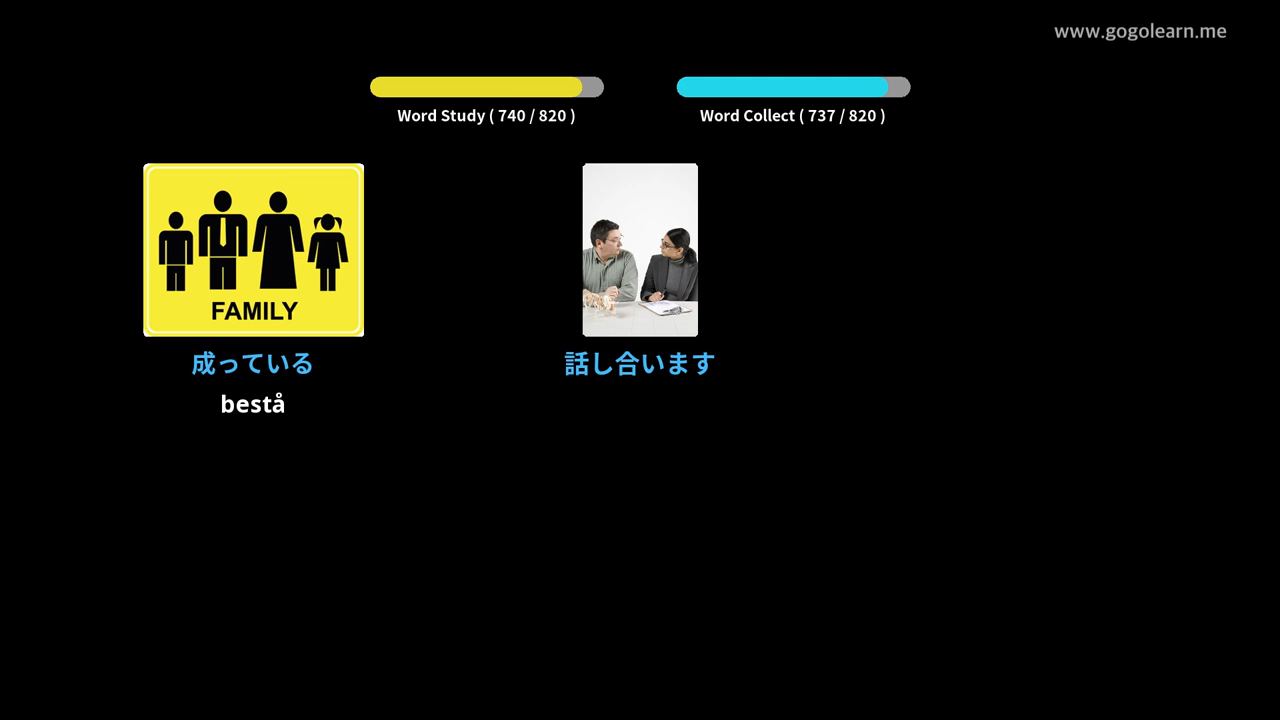 www.gogolearn.me
Word Study ( 740 / 820 )
Word Collect ( 737 / 820 )
FAMILY
成っている
話し合います
bestå